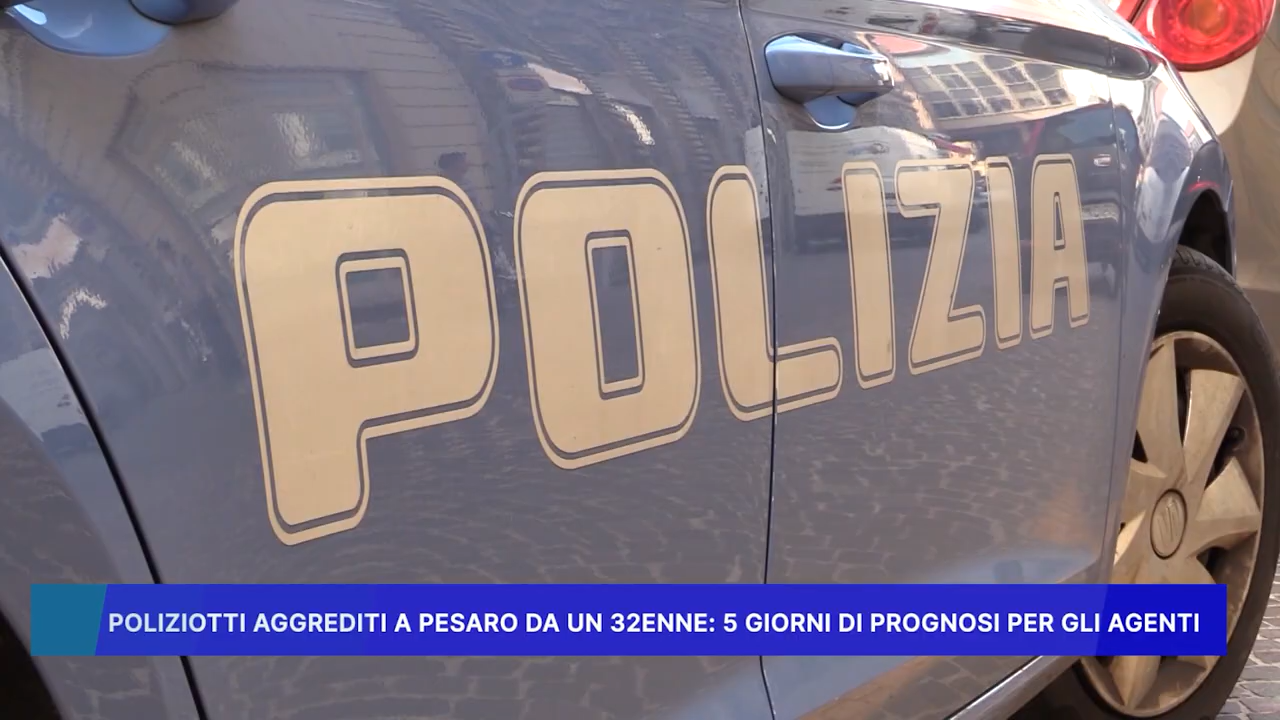 POLIZIA
POLIZIOTTI AGGREDITI A PESARO DA UN 32ENNE: 5 GIORNI DI PROGNOSI PER GLI AGENTI